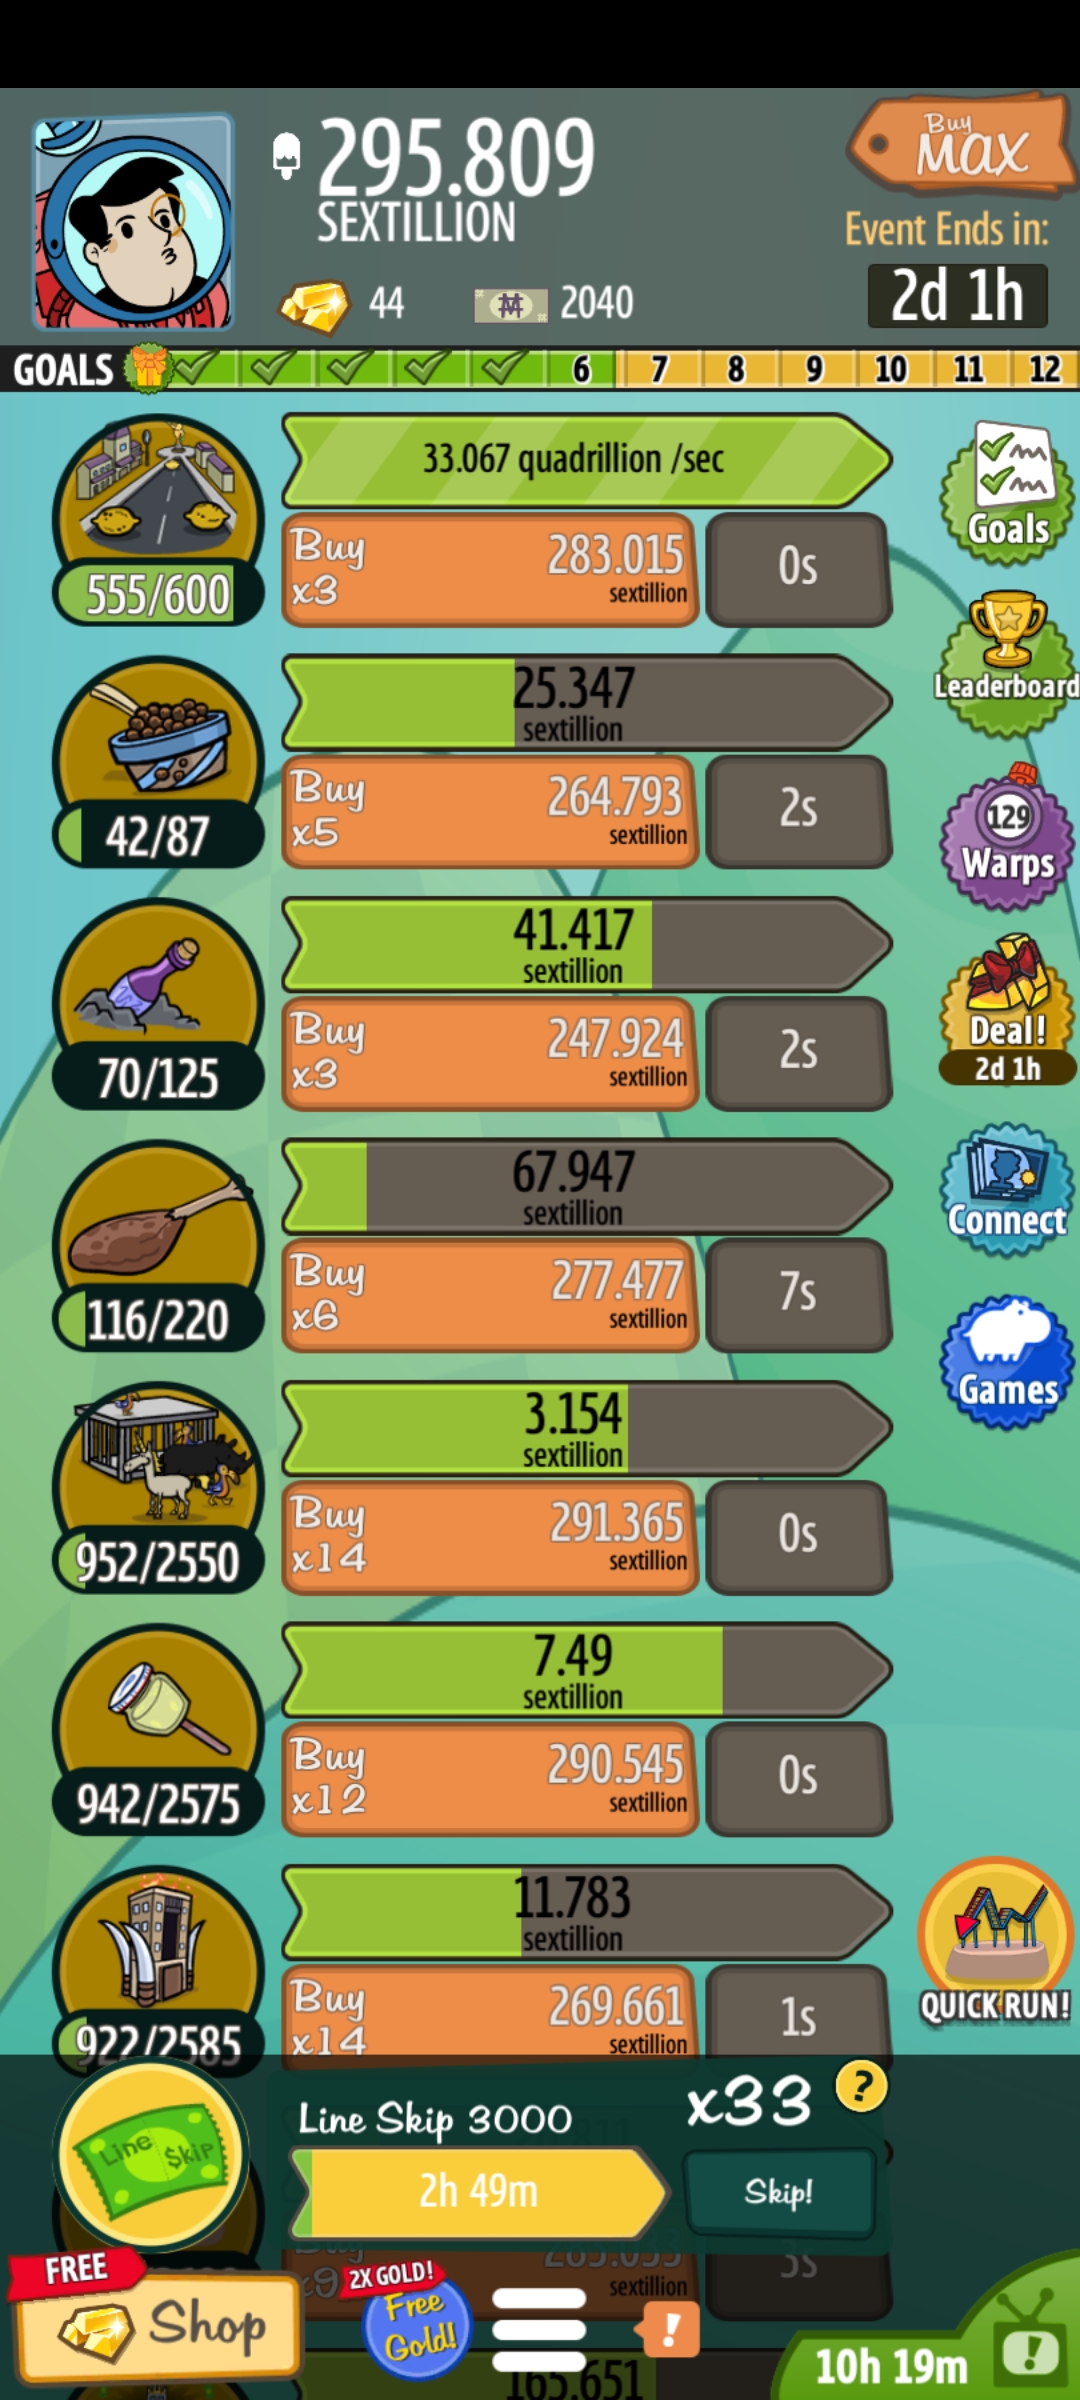 295.809
SEXTILLION
Buy
MAX
Event Ends in:
2d 1h
44
2040
GOALS 6 7 8 9 10 11 12
33.067 quadrillion /sec
Buy
x3
283.015
sextillion
0s
555/600
Goals
25.347
sextillion
Buy
x5
264.793
sextillion
2s
42/87
Leaderboard
41.417
sextillion
Buy
x3
247.924
sextillion
2s
70/125
129
Warps
Deal!
2d 1h
67.947
sextillion
Buy
x6
277.477
sextillion
7s
116/220
Connect
Games
3.154
sextillion
Buy
x14
291.365
sextillion
0s
952/2550
7.49
sextillion
Buy
x12
290.545
sextillion
0s
942/2575
11.783
sextillion
Buy
x14
269.661
sextillion
1s
922/2585
QUICK RUN!
Line Skip
Line Skip 3000
x33
?
2h 49m
Skip!
Buy
x9
sextillion
3s
FREE
Shop
2X GOLD!
Free
Gold!
!
165.651
10h 19m
!